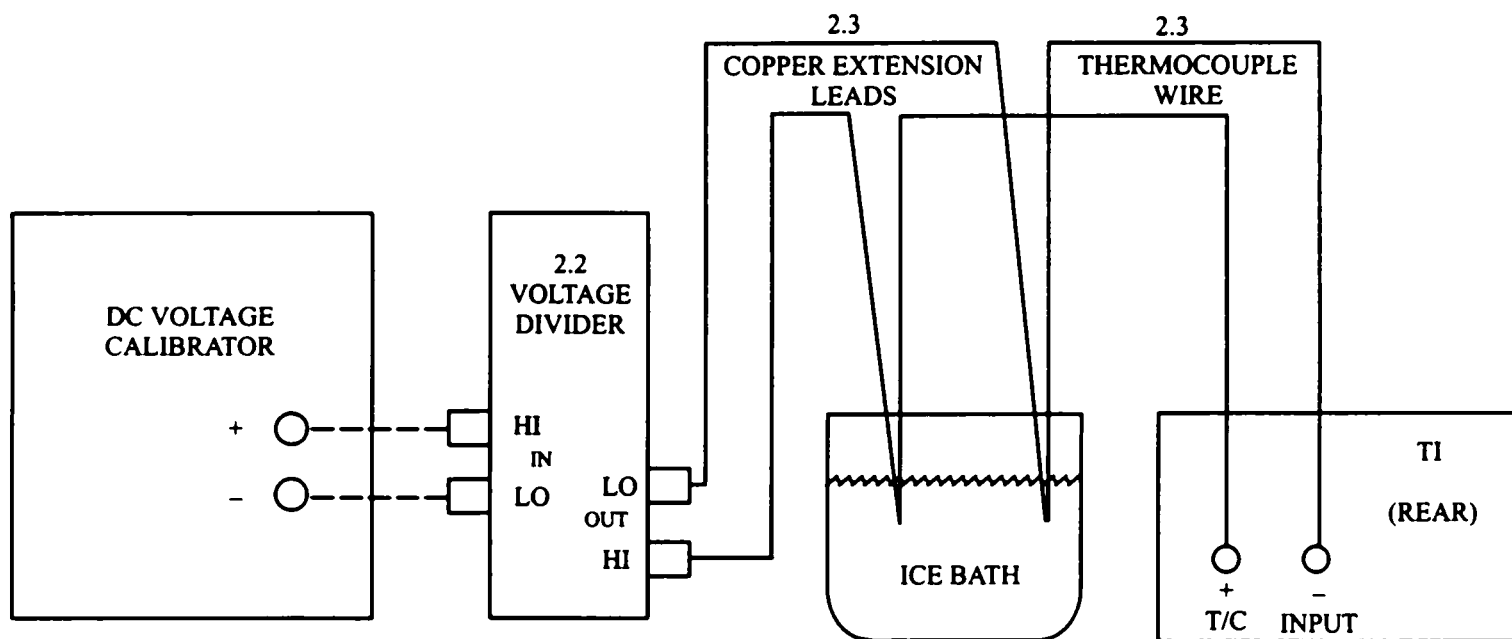 2.3
COPPER EXTENSION
LEADS
2.3
THERMOCOUPLE
WIRE
DC VOLTAGE
CALIBRATOR
+
−
2.2
VOLTAGE
DIVIDER
HI
IN
LO
LO
OUT
HI
ICE BATH
TI
(REAR)
+ −
T/C INPUT